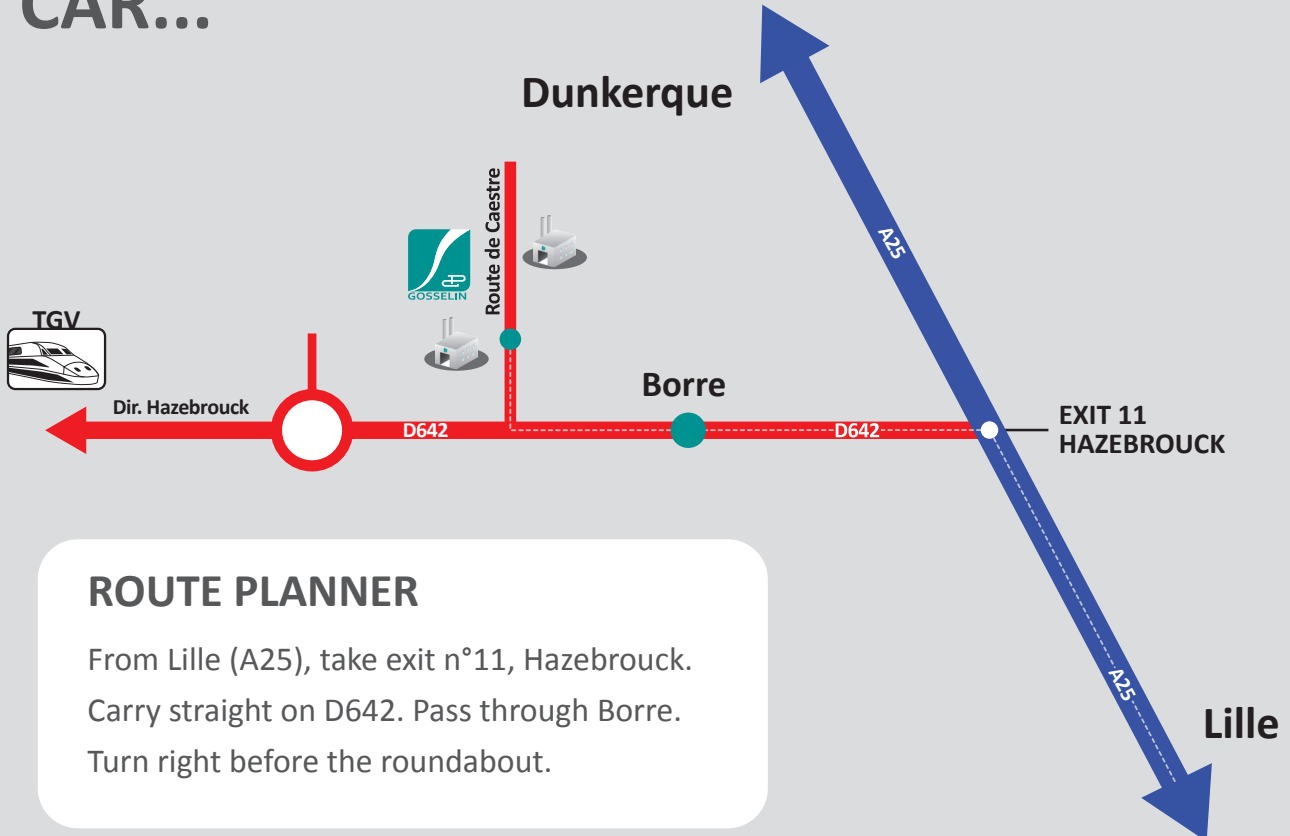 CAR...
Dunkerque
A25
Route de Caestre
GOSSELIN
TGV
Dir. Hazebrouck
D642
Borre
D642
EXIT 11
HAZEBROUCK
A25
Lille
ROUTE PLANNER
From Lille (A25), take exit n°11, Hazebrouck.
Carry straight on D642. Pass through Borre.
Turn right before the roundabout.